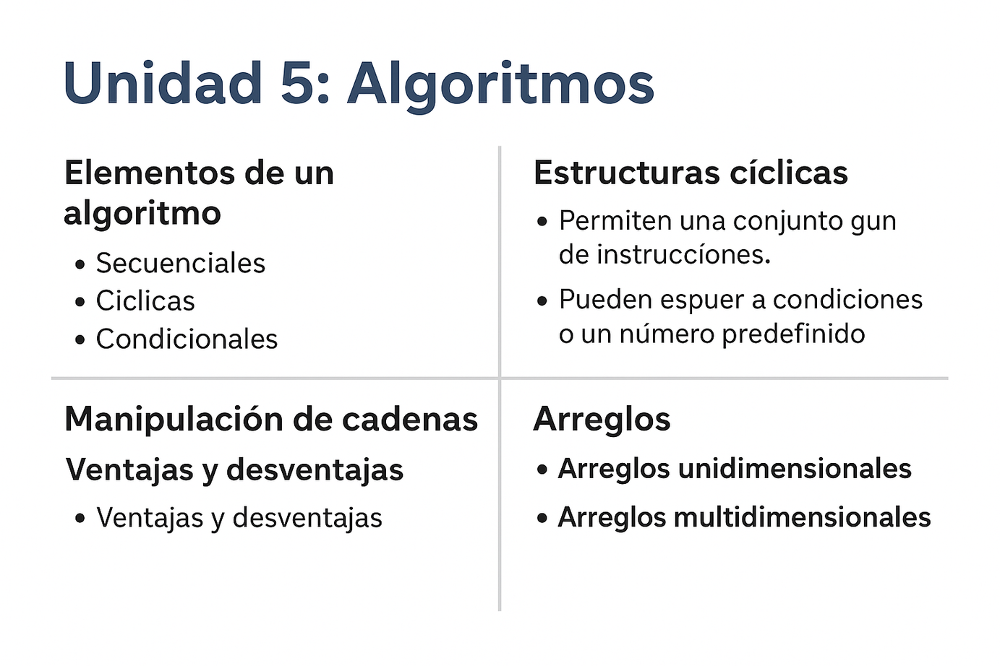 Unidad 5: Algoritmos
Elementos de un
algoritmo
• Secuenciales
• Ciclicas
• Condicionales
Estructuras cíclicas
• Permiten una conjunto gun
de instruccíones.
• Pueden espuer a condiciones
o un número predefinido
Manipulación de cadenas
Ventajas y desventajas
• Ventajas y desventajas
Arreglos
• Arreglos unidimensionales
• Arreglos multidimensionales